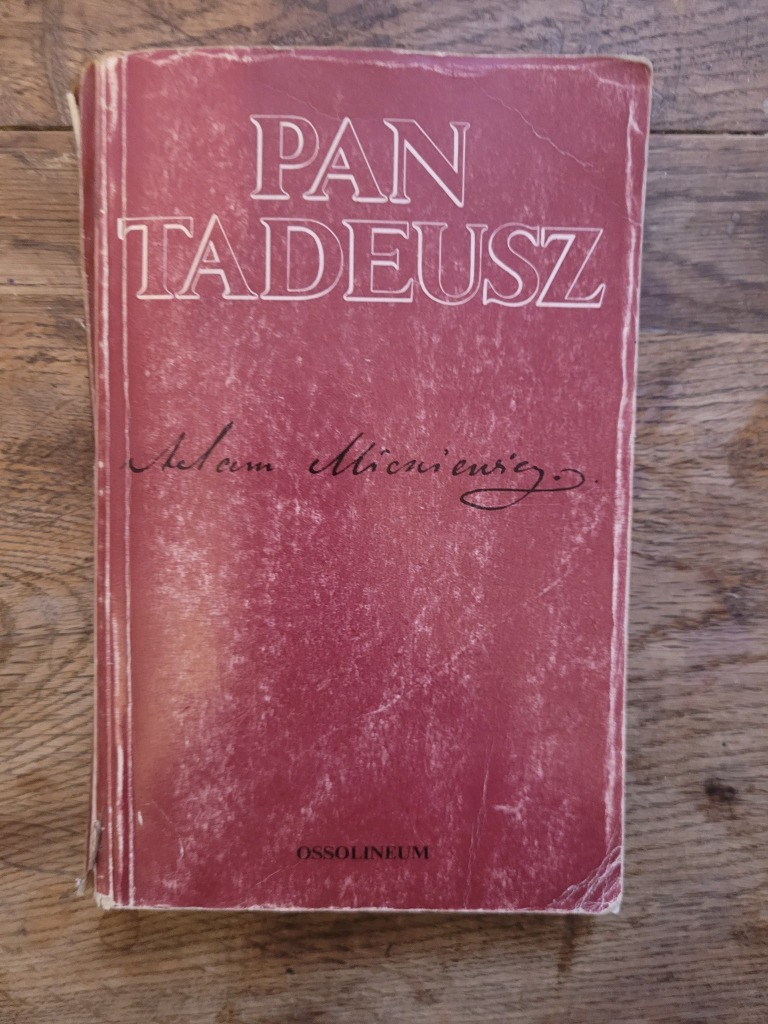 PAN
TADEUSZ
Adam Mickiewicz.
OSSOLINEUM